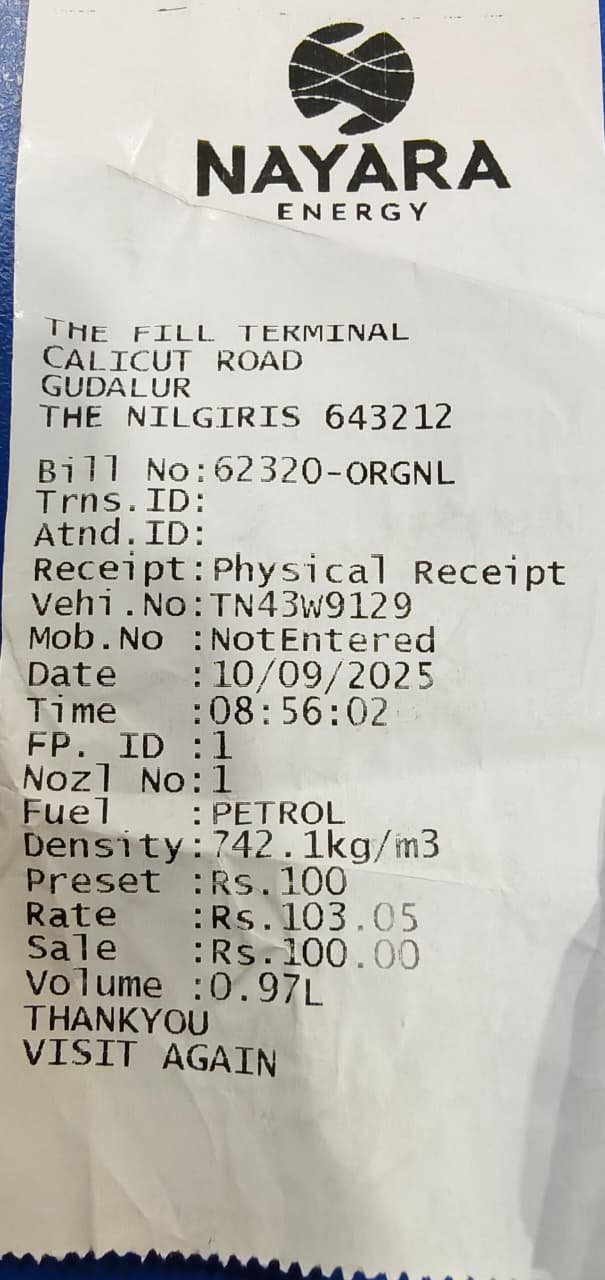 NAYARA
ENERGY
THE FILL TERMINAL
CALICUT ROAD
GUDALUR
THE NILGIRIS 643212
Bill No:62320-ORGNL
Trns.ID:
Atnd.ID:
Receipt:Physical Receipt
Vehi.No:TN43W9129
Mob.No :NotEntered
Date :10/09/2025
Time :08:56:02
FP. ID :1
Nozl No:1
Fuel :PETROL
Density:742.1kg/m3
Preset :Rs.100
Rate :Rs.103.05
Sale :Rs.100.00
Volume :0.97L
THANKYOU
VISIT AGAIN